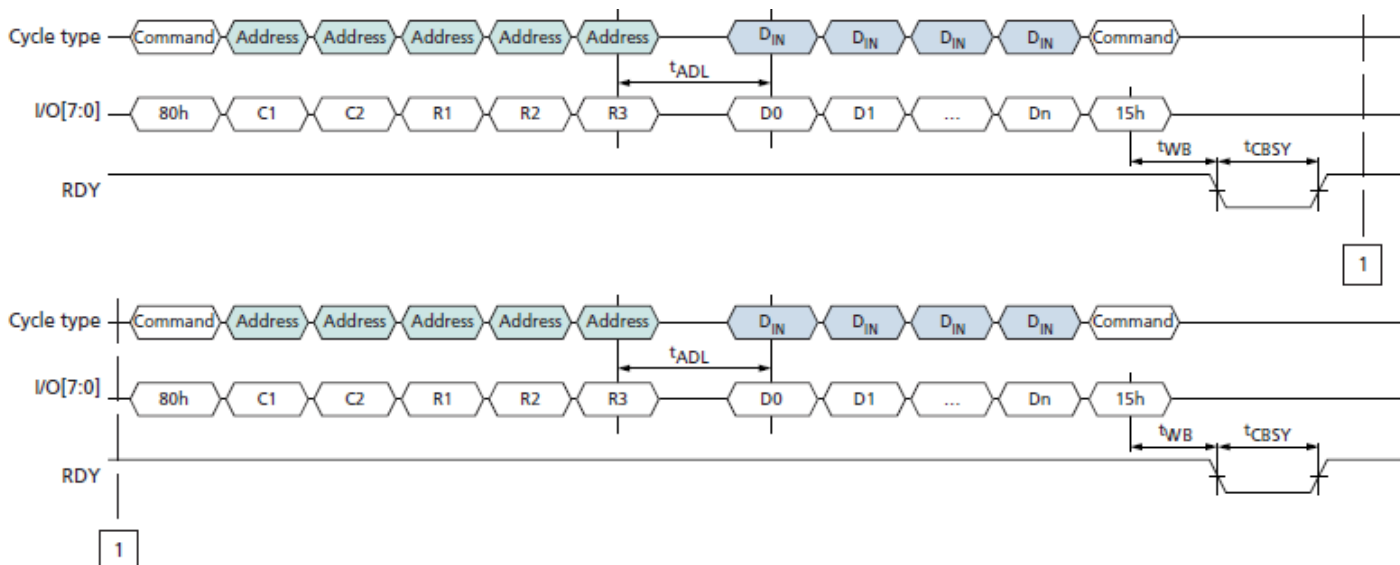 Cycle type Command Address Address Address Address Address DIN DIN DIN DIN Command
tADL
I/O[7:0] 80h C1 C2 R1 R2 R3 D0 D1 ... Dn 15h
tWB tCBSY
RDY
1
Cycle type Command Address Address Address Address Address DIN DIN DIN DIN Command
tADL
I/O[7:0] 80h C1 C2 R1 R2 R3 D0 D1 ... Dn 15h
tWB tCBSY
RDY
1